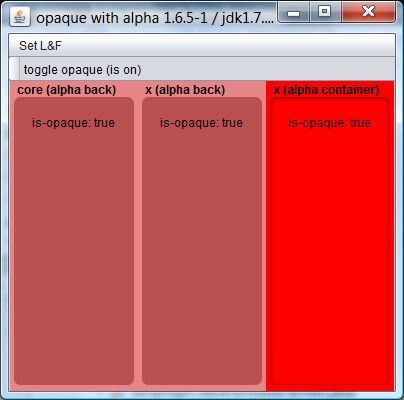 opaque with alpha 1.6.5-1 / jdk1.7....
Set L&F
toggle opaque (is on)
core (alpha back) x (alpha back) x (alpha container)
is-opaque: true is-opaque: true is-opaque: true